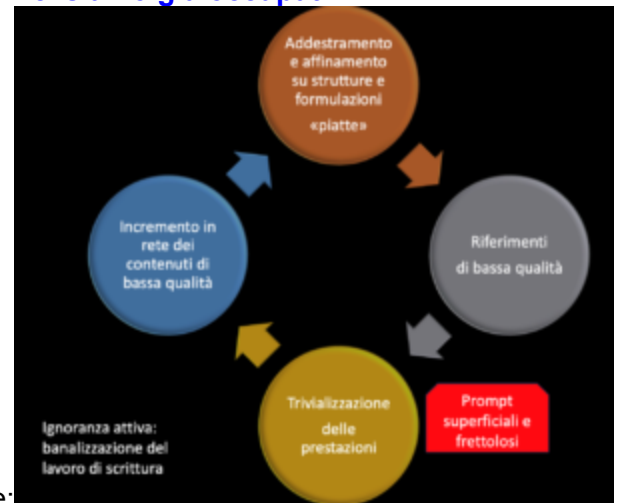 Addestramento
e affinamento
su strutture e
formulazioni
«piatte»
Incremento in
rete dei
contenuti di
bassa qualità
Riferimenti
di bassa qualità
Trivializzazione
delle
prestazioni
Prompt
superficiali e
frettolosi
Ignoranza attiva:
banalizzazione del
lavoro di scrittura